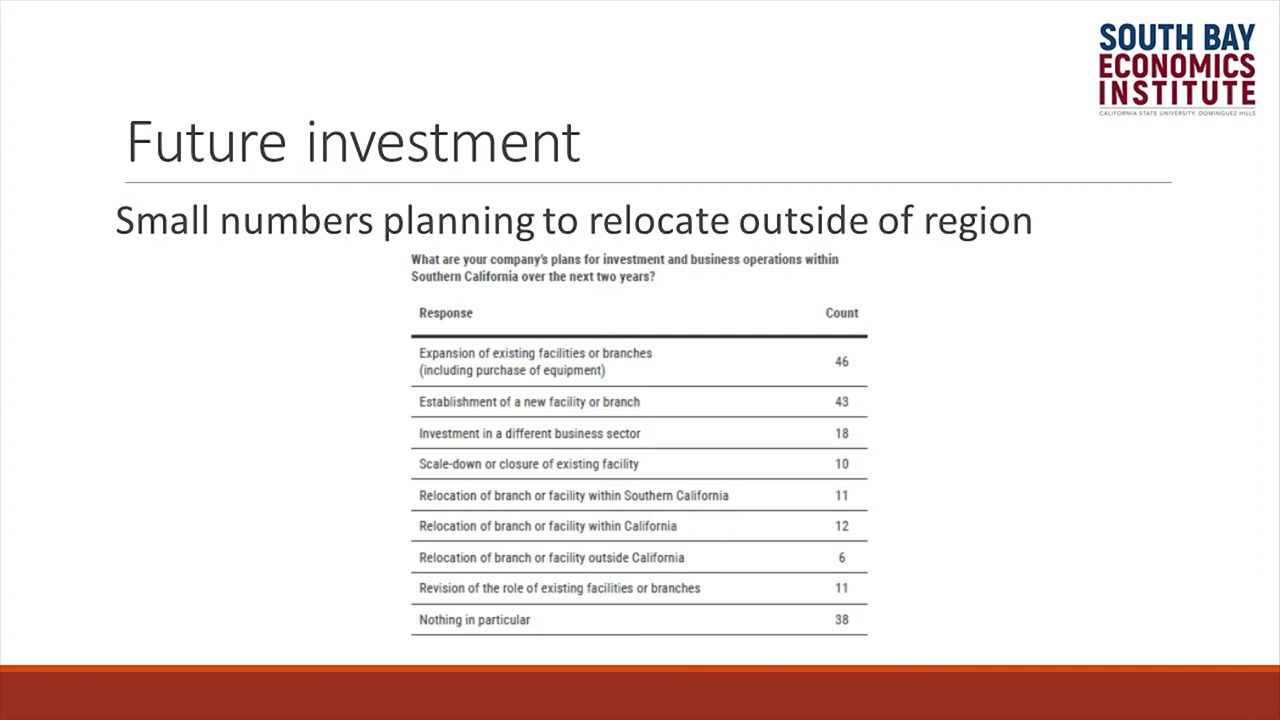 SOUTH BAY
ECONOMICS
INSTITUTE
CALIFORNIA STATE UNIVERSITY, DOMINGUEZ HILLS
Future investment
Small numbers planning to relocate outside of region
What are your company's plans for investment and business operations within
Southern California over the next two years?
Response Count
Expansion of existing facilities or branches
(including purchase of equipment) 46
Establishment of a new facility or branch 43
Investment in a different business sector 18
Scale-down or closure of existing facility 10
Relocation of branch or facility within Southern California 11
Relocation of branch or facility within California 12
Relocation of branch or facility outside California 6
Revision of the role of existing facilities or branches 11
Nothing in particular 38